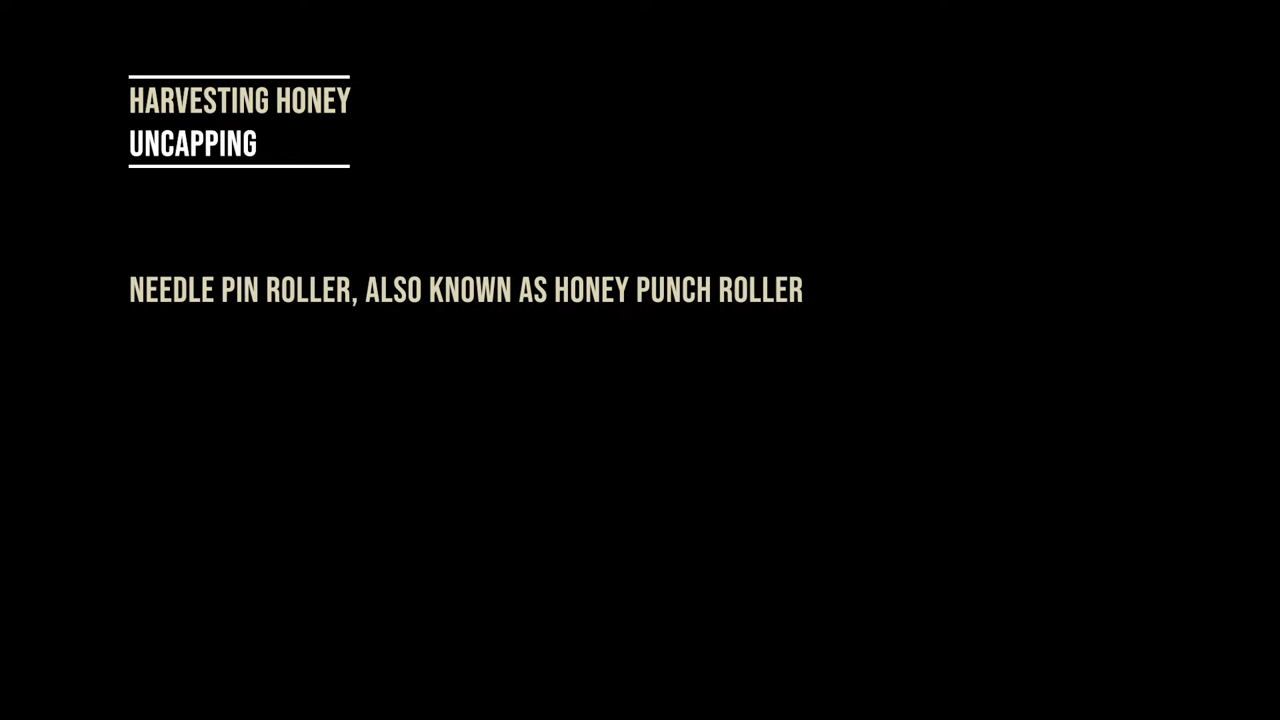 HARVESTING HONEY
UNCAPPING
NEEDLE PIN ROLLER, ALSO KNOWN AS HONEY PUNCH ROLLER